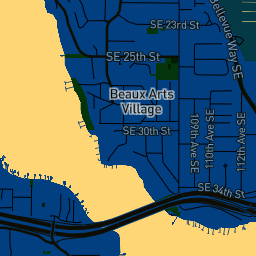 SE 23rd St
Bellevue Way SE
SE 25th St
Beaux Arts
Village
SE 30th St
109th Ave SE
110th Ave SE
112th Ave SE
SE 34th St